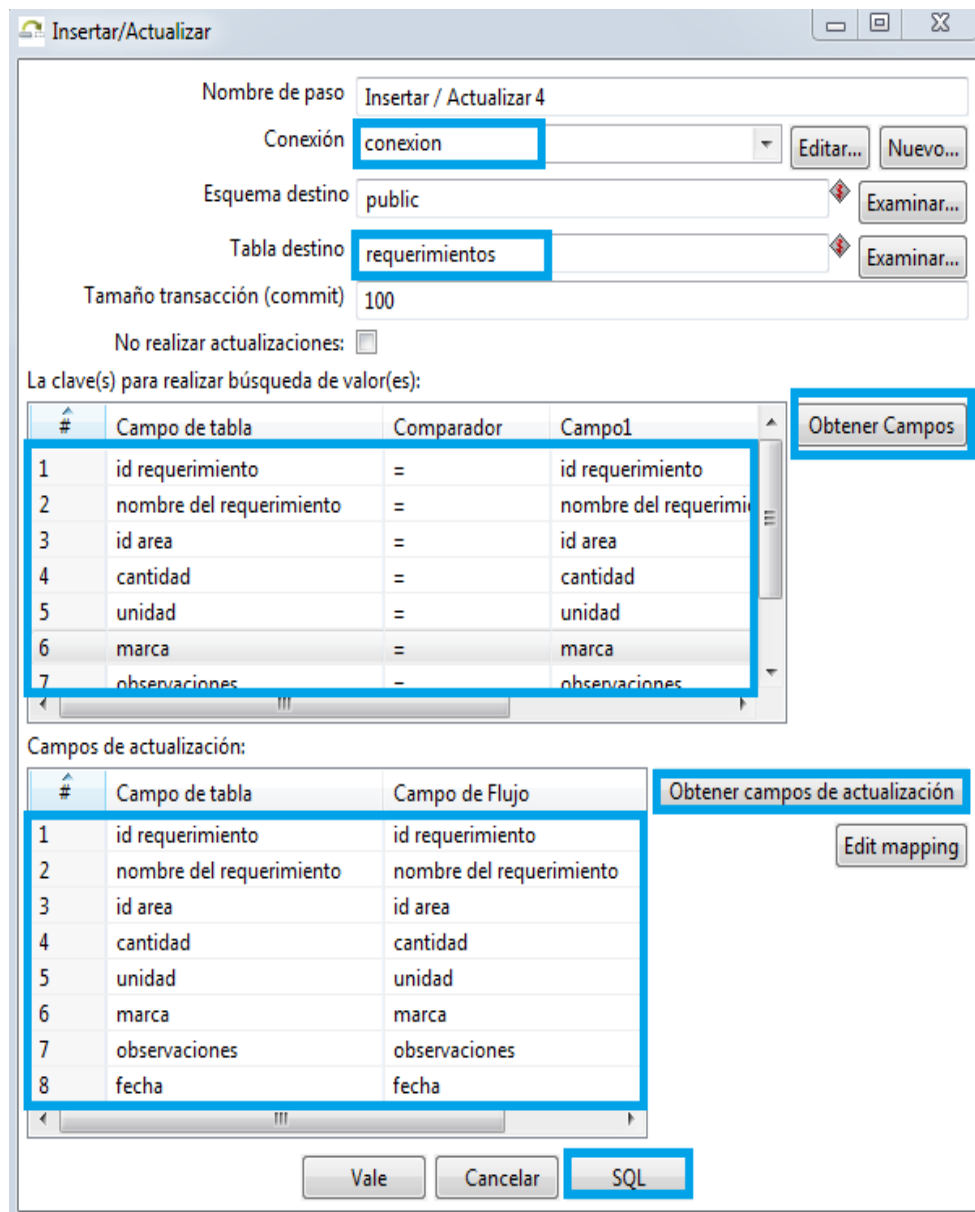 Insertar/Actualizar
Nombre de paso Insertar / Actualizar 4
Conexión conexion Editar... Nuevo...
Esquema destino public Examinar...
Tabla destino requerimientos Examinar...
Tamaño transacción (commit) 100
No realizar actualizaciones:
La clave(s) para realizar búsqueda de valor(es):
# Campo de tabla Comparador Campo1 Obtener Campos
1 id requerimiento = id requerimiento
2 nombre del requerimiento = nombre del requerimie
3 id area = id area
4 cantidad = cantidad
5 unidad = unidad
6 marca = marca
7 observaciones = observaciones
Campos de actualización:
# Campo de tabla Campo de Flujo Obtener campos de actualización
1 id requerimiento id requerimiento Edit mapping
2 nombre del requerimiento nombre del requerimiento
3 id area id area
4 cantidad cantidad
5 unidad unidad
6 marca marca
7 observaciones observaciones
8 fecha fecha
Vale Cancelar SQL